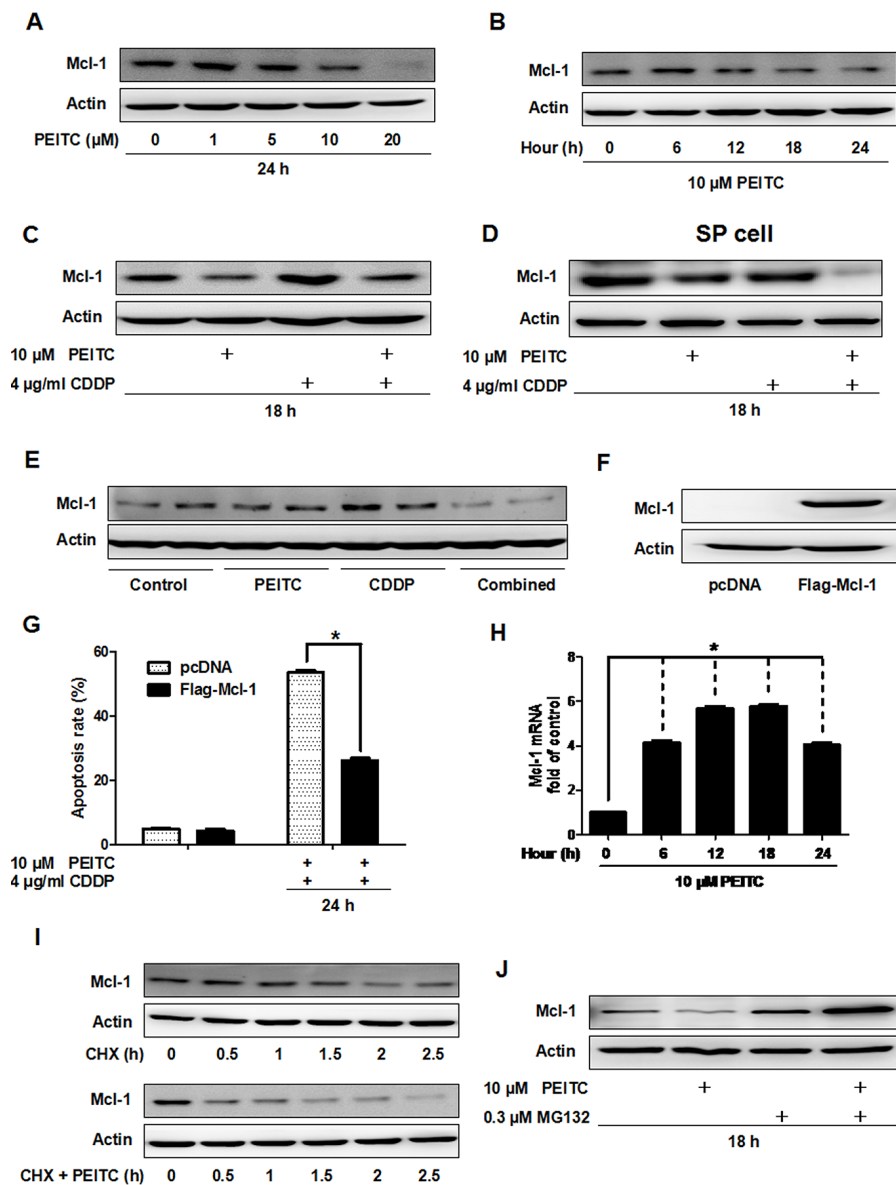 A
Mcl-1
Actin
PEITC (µM) 0 1 5 10 20
24 h
B
Mcl-1
Actin
Hour (h) 0 6 12 18 24
10 µM PEITC
C
Mcl-1
Actin
10 µM PEITC + +
4 µg/ml CDDP + +
18 h
D
SP cell
Mcl-1
Actin
10 µM PEITC + +
4 µg/ml CDDP + +
18 h
E
Mcl-1
Actin
Control PEITC CDDP Combined
F
Mcl-1
Actin
pcDNA Flag-Mcl-1
G
Apoptosis rate (%)
60
40
20
0
pcDNA
Flag-Mcl-1
*
10 µM PEITC + +
4 µg/ml CDDP + +
24 h
H
Mcl-1 mRNA
fold of control
8
6
4
2
0
*
Hour (h) 0 6 12 18 24
10 µM PEITC
I
Mcl-1
Actin
CHX (h) 0 0.5 1 1.5 2 2.5
Mcl-1
Actin
CHX + PEITC (h) 0 0.5 1 1.5 2 2.5
J
Mcl-1
Actin
10 µM PEITC + +
0.3 µM MG132 + +
18 h